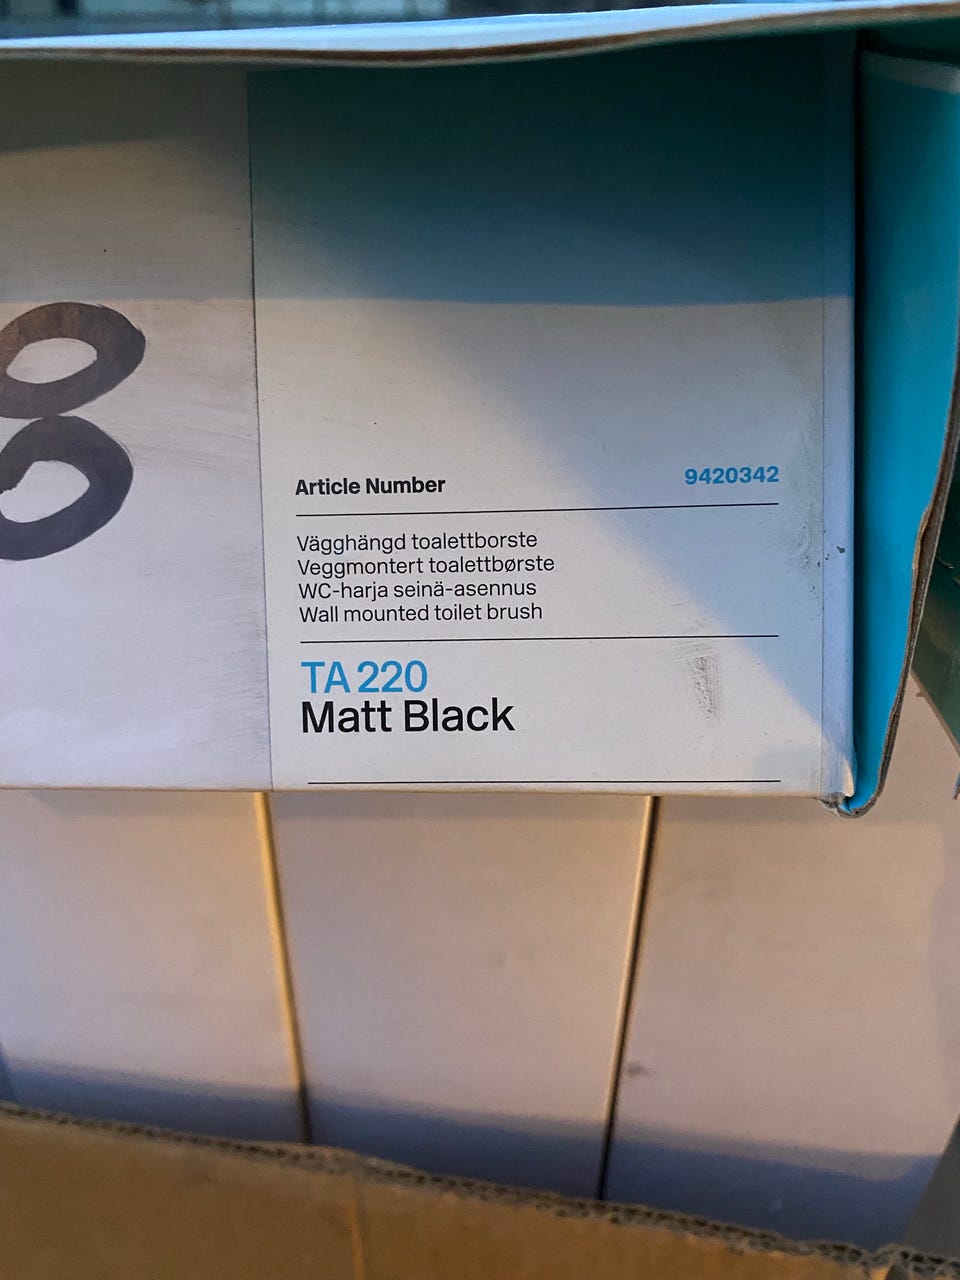 8
Article Number 9420342
Vägghängd toalettborste
Veggmontert toalettbørste
WC-harja seinä-asennus
Wall mounted toilet brush
TA 220
Matt Black